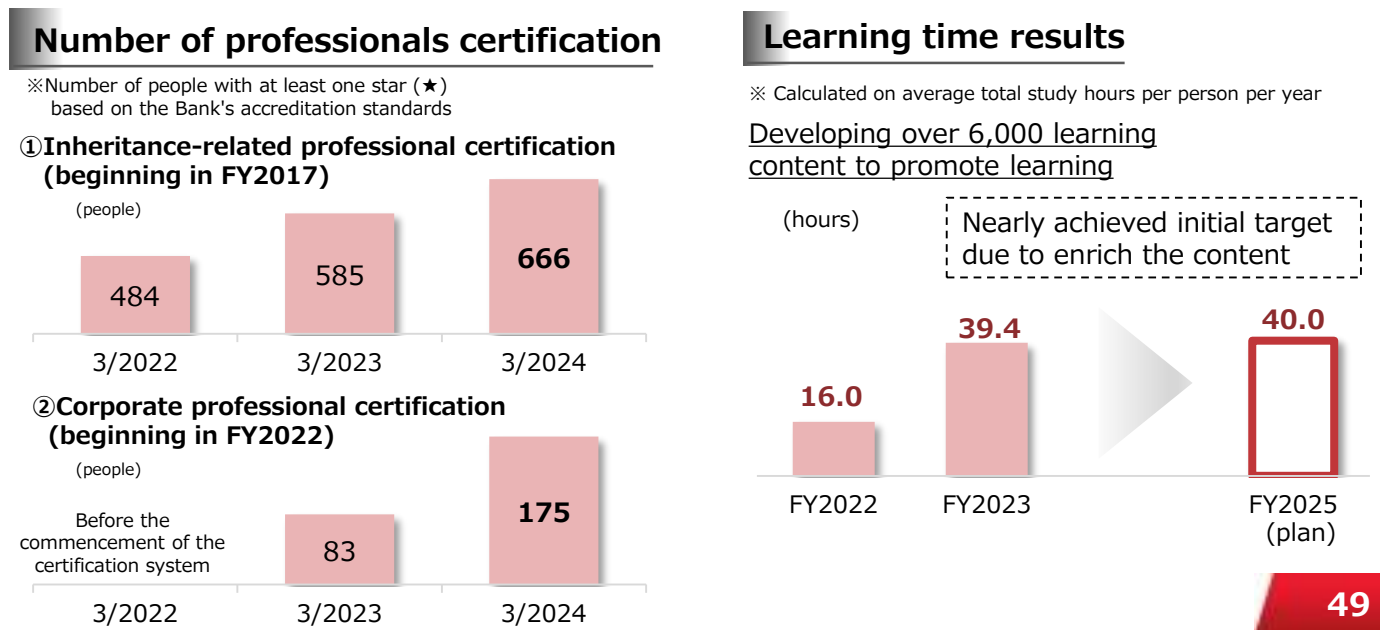 Number of professionals certification
※Number of people with at least one star (★)
based on the Bank's accreditation standards
①Inheritance-related professional certification
(beginning in FY2017)
(people)
484
585
666
3/2022
3/2023
3/2024
②Corporate professional certification
(beginning in FY2022)
(people)
Before the
commencement of the
certification system
83
175
3/2022
3/2023
3/2024
Learning time results
※ Calculated on average total study hours per person per year
Developing over 6,000 learning
content to promote learning
(hours)
Nearly achieved initial target
due to enrich the content
16.0
39.4
40.0
FY2022
FY2023
FY2025
(plan)
49